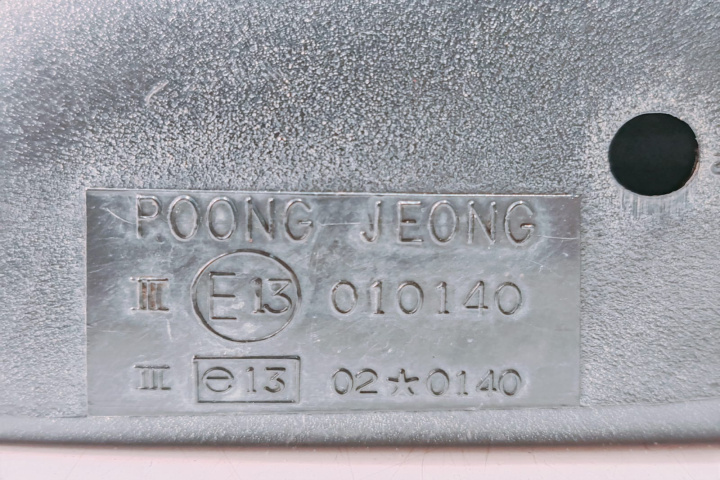 POONG JEONG
III E13 010140
III e13 02★0140